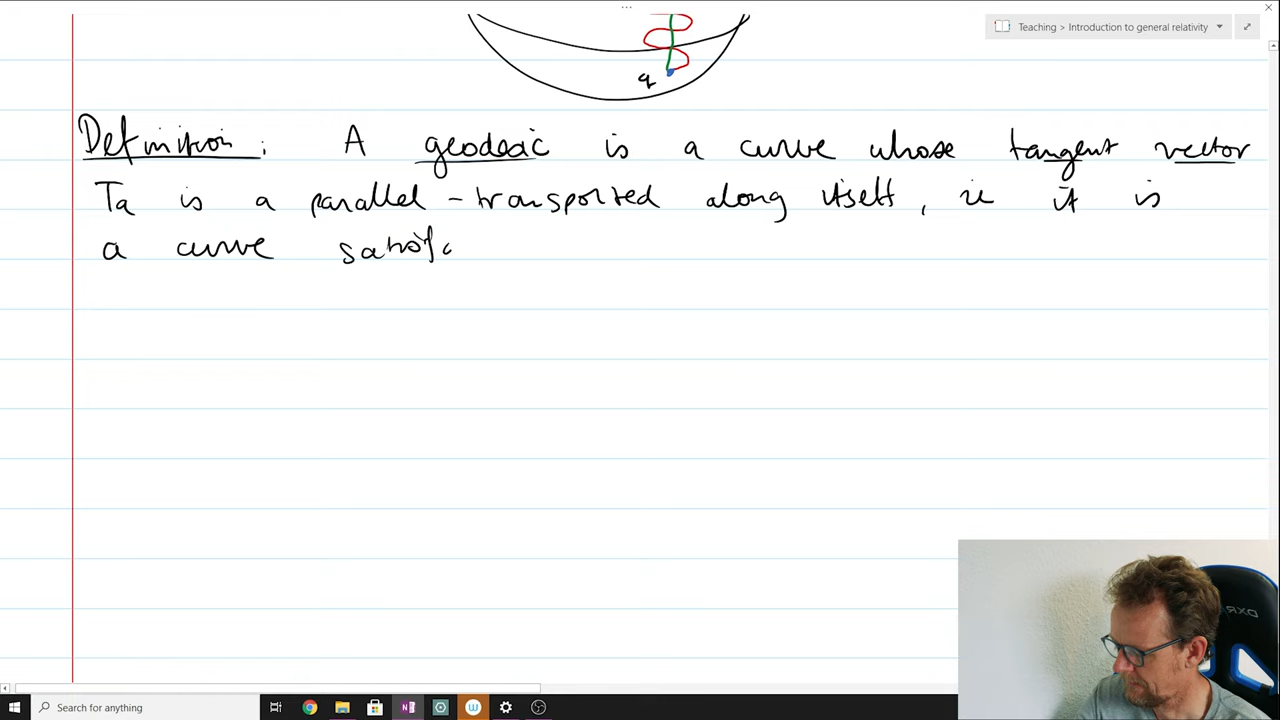 Teaching > Introduction to general relativity
q
Definition: A geodesic is a curve whose tangent vector
Ta is a parallel-transported along itself, ie it is
a curve satisf
DXR
Search for anything